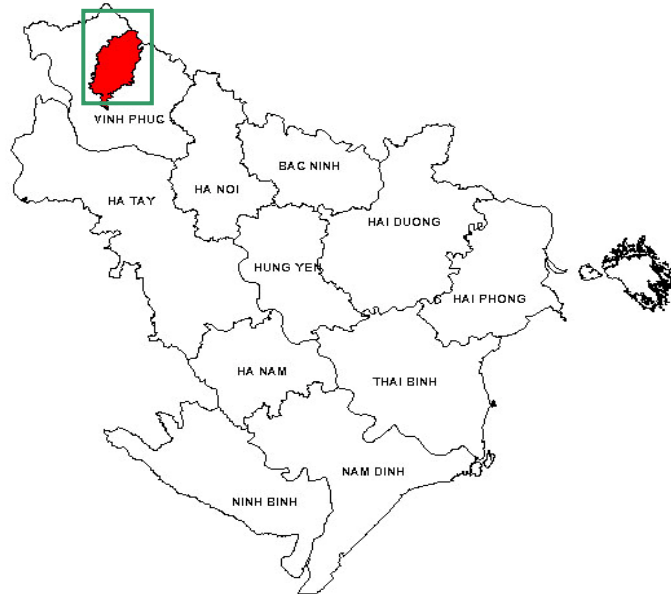 VINH PHUC
BAC NINH
HA NOI
HA TAY
HAI DUONG
HUNG YEN
HAI PHONG
HA NAM
THAI BINH
NAM DINH
NINH BINH